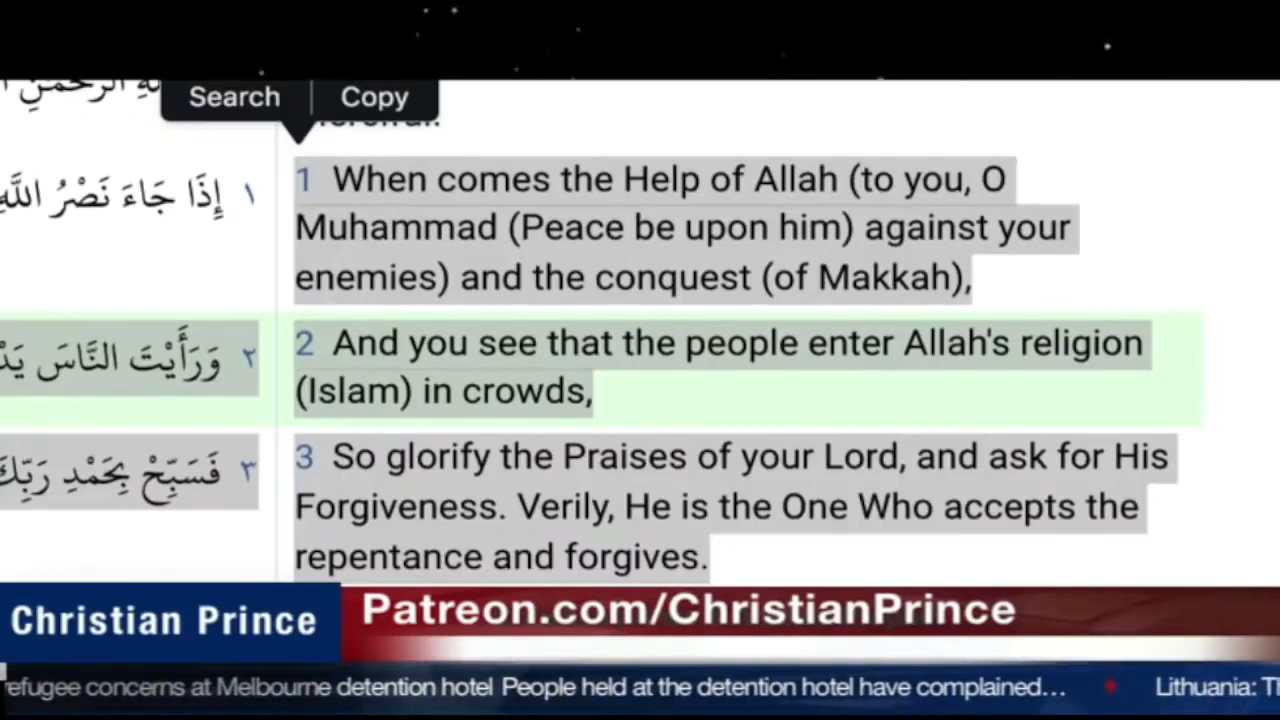 Search
Copy
إِذَا جَاءَ نَصْرُ اللَّهِ ١
1 When comes the Help of Allah (to you, O
Muhammad (Peace be upon him) against your
enemies) and the conquest (of Makkah),
وَرَأَيْتَ النَّاسَ ٢
2 And you see that the people enter Allah's religion
(Islam) in crowds,
فَسَبِّحْ بِحَمْدِ رَبِّكَ ٣
3 So glorify the Praises of your Lord, and ask for His
Forgiveness. Verily, He is the One Who accepts the
repentance and forgives.
Christian Prince
Patreon.com/ChristianPrince
concerns at Melbourne detention hotel People held at the detention hotel have complained... Lithuania: